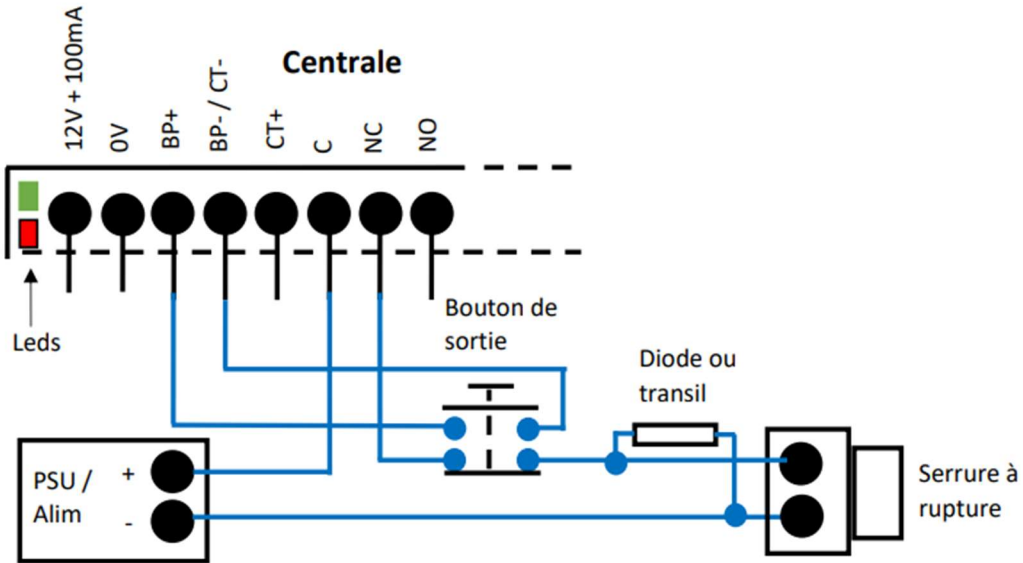 Centrale
12V + 100mA
0V
BP+
BP- / CT-
CT+
C
NC
NO
Leds
Bouton de
sortie
Diode ou
transil
PSU /
Alim
+
-
Serrure à
rupture